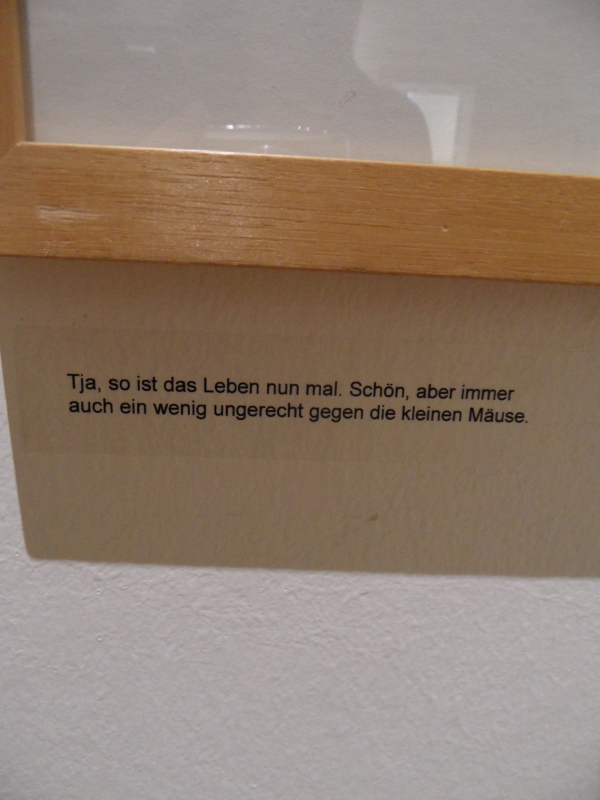 Tja, so ist das Leben nun mal. Schön, aber immer
auch ein wenig ungerecht gegen die kleinen Mäuse.